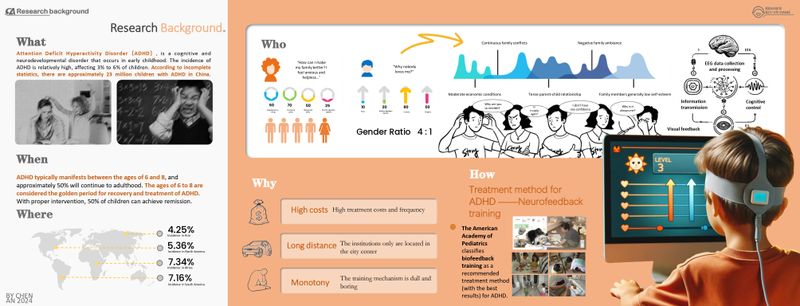 Research background
Research Background.
What
Attention Deficit Hyperactivity Disorder (ADHD) , is a cognitive and
neurodevelopmental disorder that occurs in early childhood. The incidence
of ADHD is relatively high, affecting 3% to 6% of children. According to incomplete
statistics, there are approximately 23 million children with ADHD in China.
When
ADHD typically manifests between the ages of 6 and 8, and
approximately 50% will continue to adulthood. The ages of 6 to 8 are
considered the golden period for recovery and treatment of ADHD.
With proper intervention, 50% of children can achieve remission.
Where
4.25%
5.36%
7.34%
7.16%
BY CHEN
AN 2024
Who
"How can I make
my family better? I
feel anxious and
helpless..."
"Why nobody
loves me?"
Gender Ratio 4 : 1
Continuous family conflicts
Negative family ambience
Moderate economic conditions
Tense parent-child relationship
Family members generally low self-esteem
EEG data collection
and processing
Information
transmission
Cognitive
control
Visual feedback
Why
High costs
High treatment costs and frequency
Long distance
The institutions only are located in
the city center
Monotony
The training mechanism is dull and
boring
How
Treatment method for
ADHD ——Neurofeedback
training
The American
Academy of
Pediatrics
classifies
biofeedback
training as a
recommended
treatment method
(with the best
results) for ADHD.
LEVEL
3